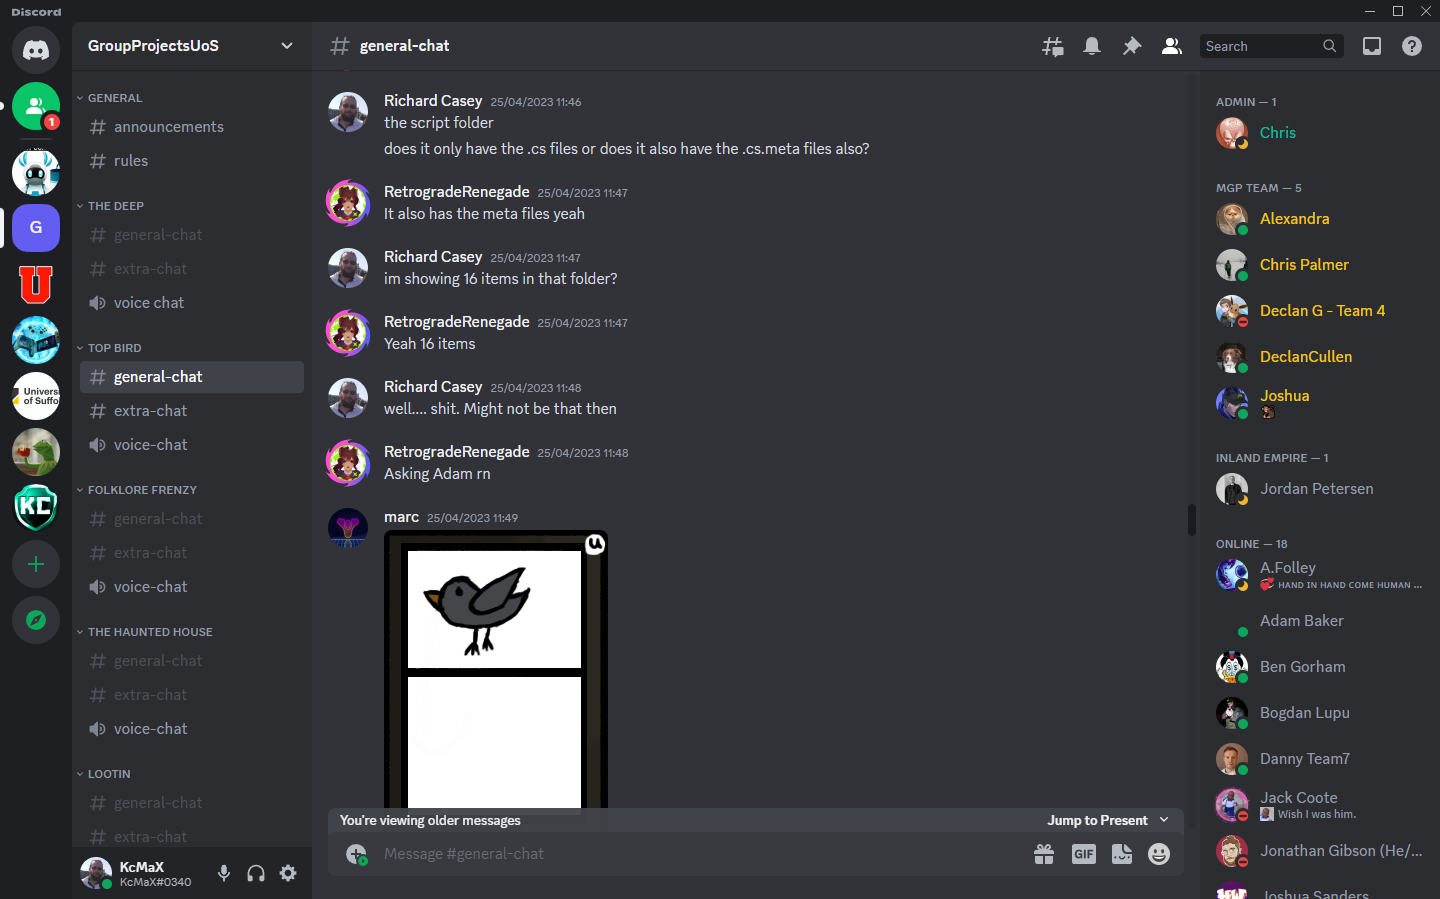 Discord
GroupProjectsUoS
general-chat
Search
GENERAL
announcements
rules
THE DEEP
general-chat
extra-chat
voice chat
TOP BIRD
general-chat
extra-chat
voice-chat
FOLKLORE FRENZY
general-chat
extra-chat
voice-chat
THE HAUNTED HOUSE
general-chat
extra-chat
voice-chat
LOOTIN
general-chat
extra-chat
1
G
U
Univers
of Suffo
KC
KcMaX
KcMaX#0340
Richard Casey 25/04/2023 11:46
the script folder
does it only have the .cs files or does it also have the .cs.meta files also?
RetrogradeRenegade 25/04/2023 11:47
It also has the meta files yeah
Richard Casey 25/04/2023 11:47
im showing 16 items in that folder?
RetrogradeRenegade 25/04/2023 11:47
Yeah 16 items
Richard Casey 25/04/2023 11:48
well.... shit. Might not be that then
RetrogradeRenegade 25/04/2023 11:48
Asking Adam rn
marc 25/04/2023 11:49
u
You're viewing older messages
Jump to Present
Message #general-chat
GIF
ADMIN — 1
Chris
MGP TEAM — 5
Alexandra
Chris Palmer
Declan G - Team 4
DeclanCullen
Joshua
INLAND EMPIRE — 1
Jordan Petersen
ONLINE — 18
A.Folley
HAND IN HAND COME HUMAN ...
Adam Baker
Ben Gorham
Bogdan Lupu
Danny Team7
Jack Coote
Wish I was him.
Jonathan Gibson (He/...
Joshua Sanders